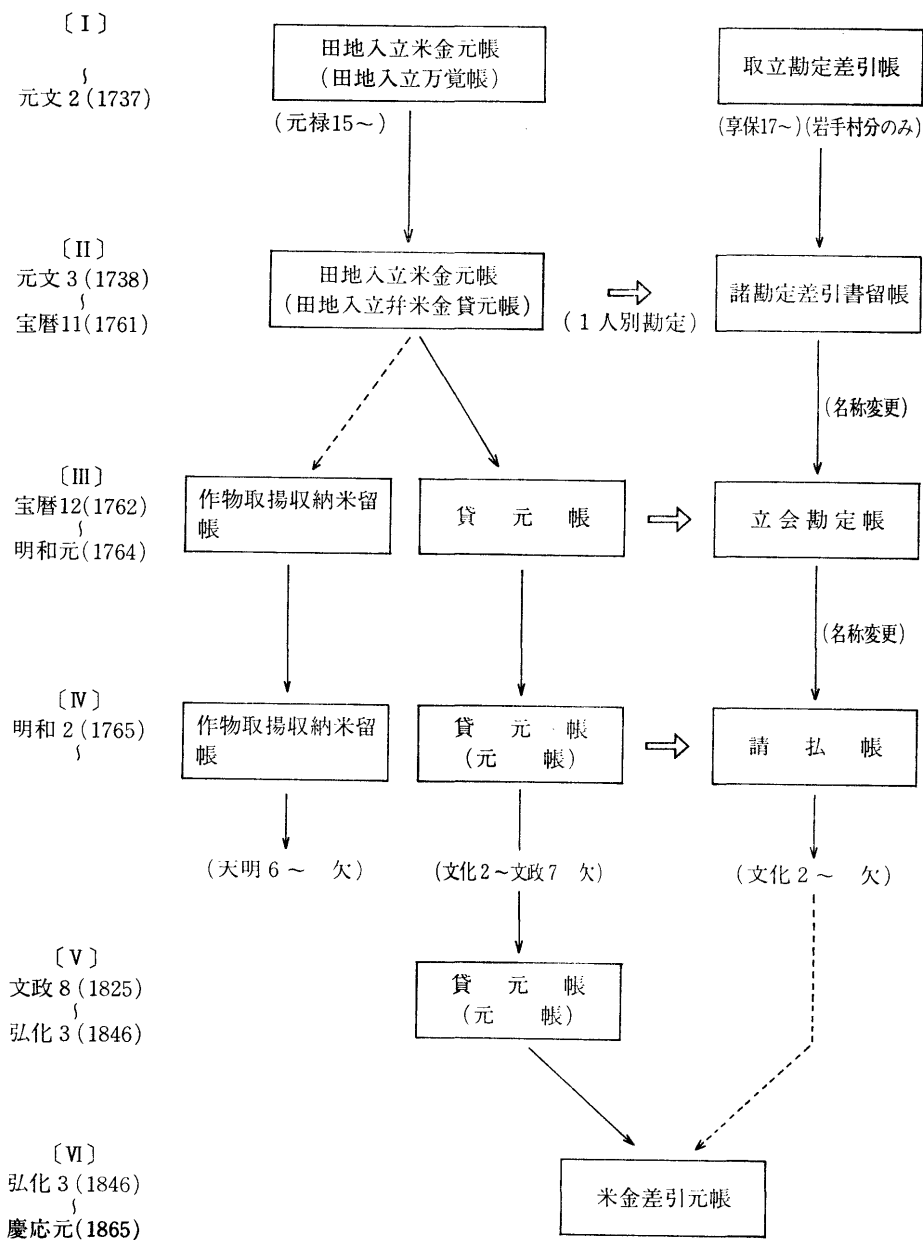 〔Ⅰ〕
〜
元文2(1737)
田地入立米金元帳
(田地入立万覚帳)
(元禄15〜)
取立勘定差引帳
(享保17〜)(岩手村分のみ)
〔Ⅱ〕
元文3(1738)
〜
宝暦11(1761)
田地入立米金元帳
(田地入立幷米金貸元帳)
(1人別勘定)
諸勘定差引書留帳
(名称変更)
〔Ⅲ〕
宝暦12(1762)
〜
明和元(1764)
作物取揚収納米留
帳
貸元帳
立会勘定帳
(名称変更)
〔Ⅳ〕
明和2(1765)
〜
作物取揚収納米留
帳
貸元帳
(元帳)
請払帳
(天明6〜 欠)
(文化2〜文政7 欠)
(文化2〜 欠)
〔Ⅴ〕
文政8(1825)
〜
弘化3(1846)
貸元帳
(元帳)
〔Ⅵ〕
弘化3(1846)
〜
慶応元(1865)
米金差引元帳